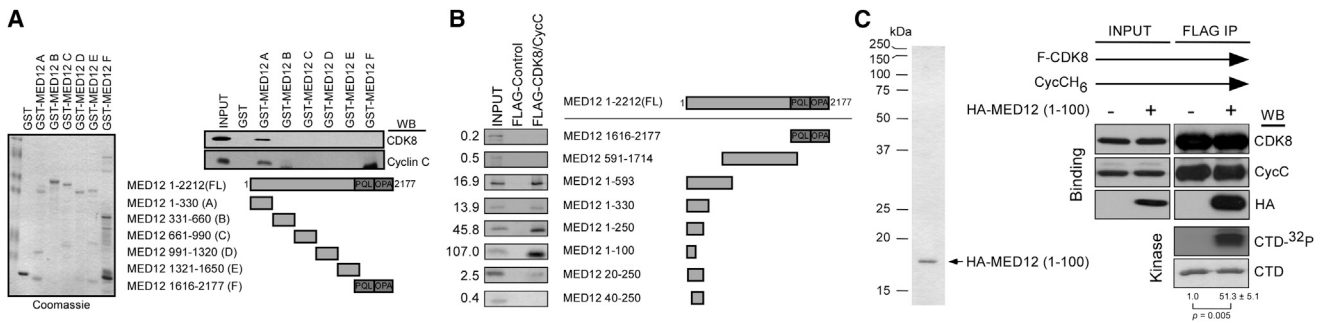 A
GST
GST-MED12 A
GST-MED12 B
GST-MED12 C
GST-MED12 D
GST-MED12 E
GST-MED12 F
Coomassie
INPUT
GST
GST-MED12 A
GST-MED12 B
GST-MED12 C
GST-MED12 D
GST-MED12 E
GST-MED12 F
WB
CDK8
Cyclin C
MED12 1-2212(FL) 1 PQL OPA 2177
MED12 1-330 (A)
MED12 331-660 (B)
MED12 661-990 (C)
MED12 991-1320 (D)
MED12 1321-1650 (E)
MED12 1616-2177 (F) PQL OPA
B
INPUT
FLAG-Control
FLAG-CDK8/CycC
MED12 1-2212(FL) 1 PQL OPA 2177
0.2 MED12 1616-2177 PQL OPA
0.5 MED12 591-1714
16.9 MED12 1-593
13.9 MED12 1-330
45.8 MED12 1-250
107.0 MED12 1-100
2.5 MED12 20-250
0.4 MED12 40-250
C
kDa
250
150
100
75
50
37
25
20
15
HA-MED12 (1-100)
INPUT FLAG IP
F-CDK8
CycCH6
HA-MED12 (1-100) - + - +
WB
Binding
CDK8
CycC
HA
Kinase
CTD-32P
CTD
1.0 51.3 ± 5.1
p = 0.005